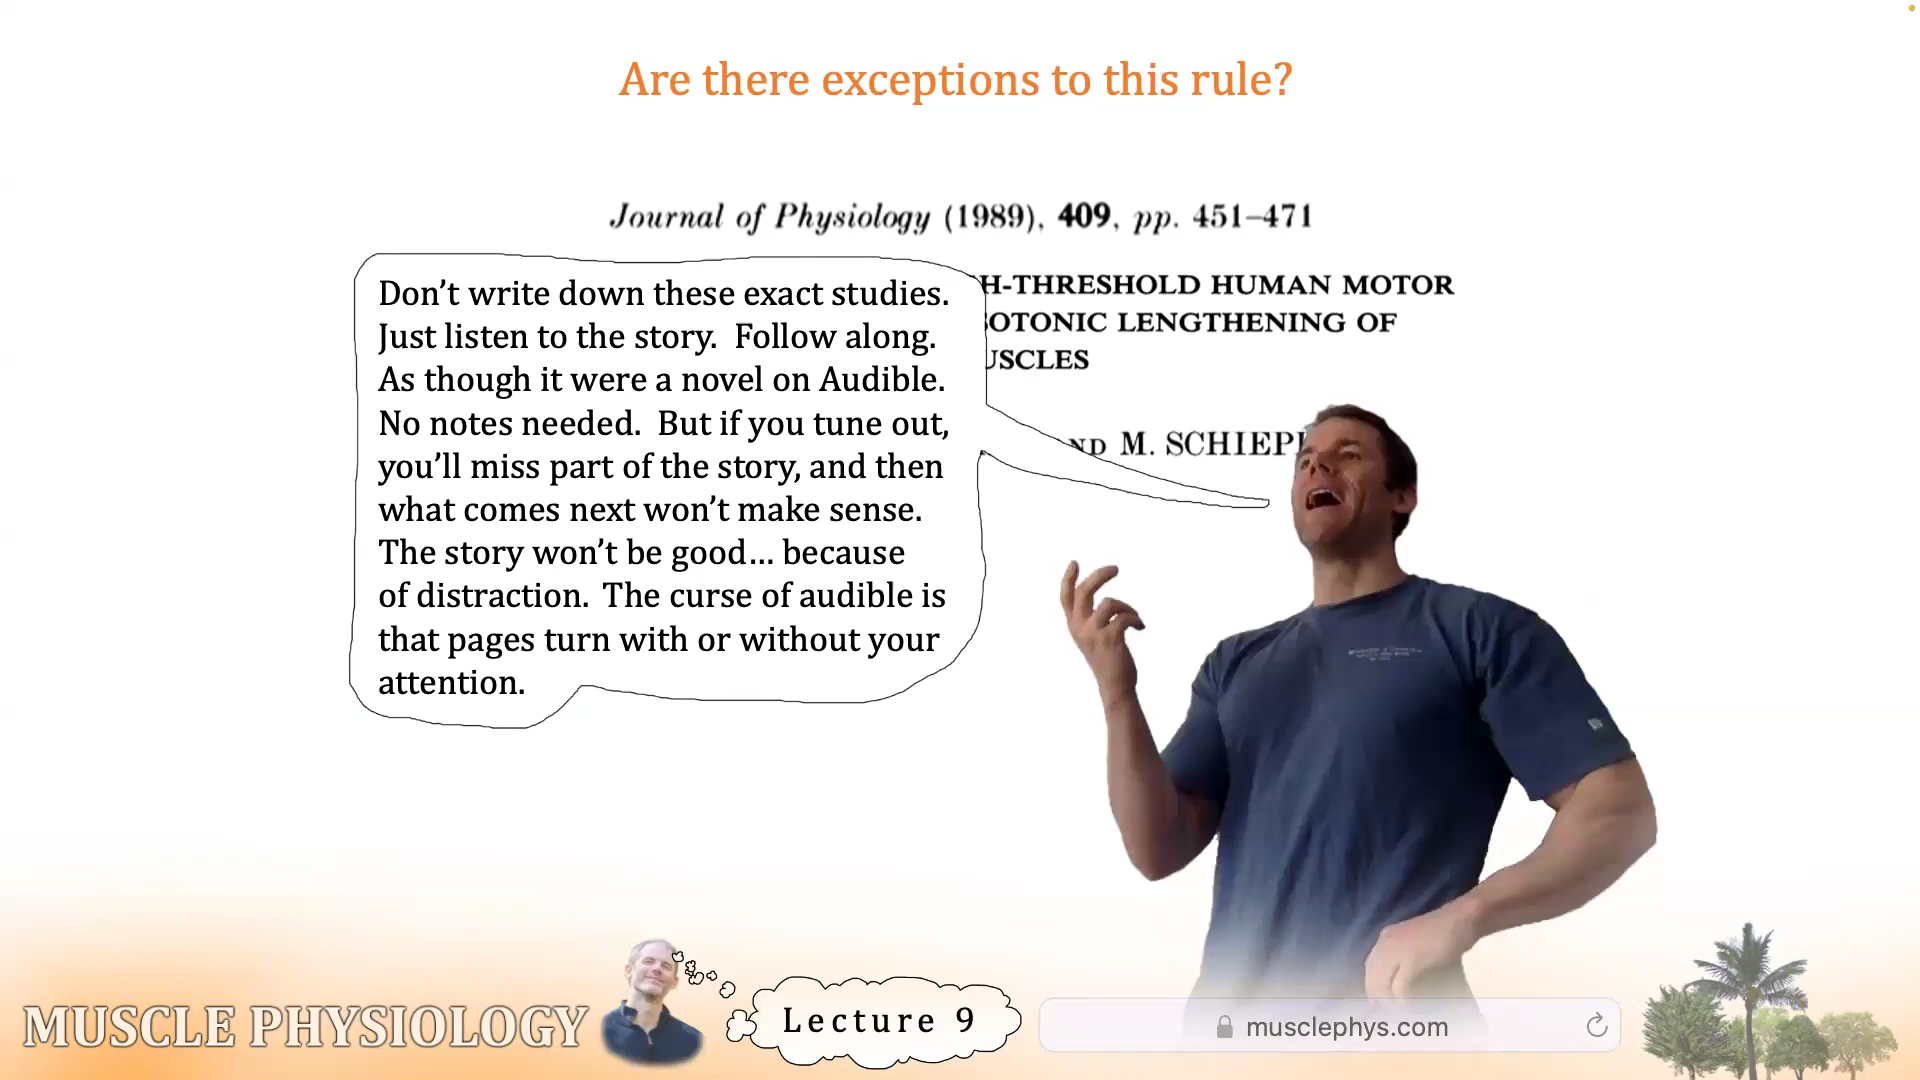 Are there exceptions to this rule?
Journal of Physiology (1989), 409, pp. 451–471
H-THRESHOLD HUMAN MOTOR
OTONIC LENGTHENING OF
USCLES
ND M. SCHIEP
Don’t write down these exact studies.
Just listen to the story.  Follow along.
As though it were a novel on Audible.
No notes needed.  But if you tune out,
you’ll miss part of the story, and then
what comes next won’t make sense.
The story won’t be good… because
of distraction.  The curse of audible is
that pages turn with or without your
attention.
MUSCLE PHYSIOLOGY
Lecture 9
musclephys.com